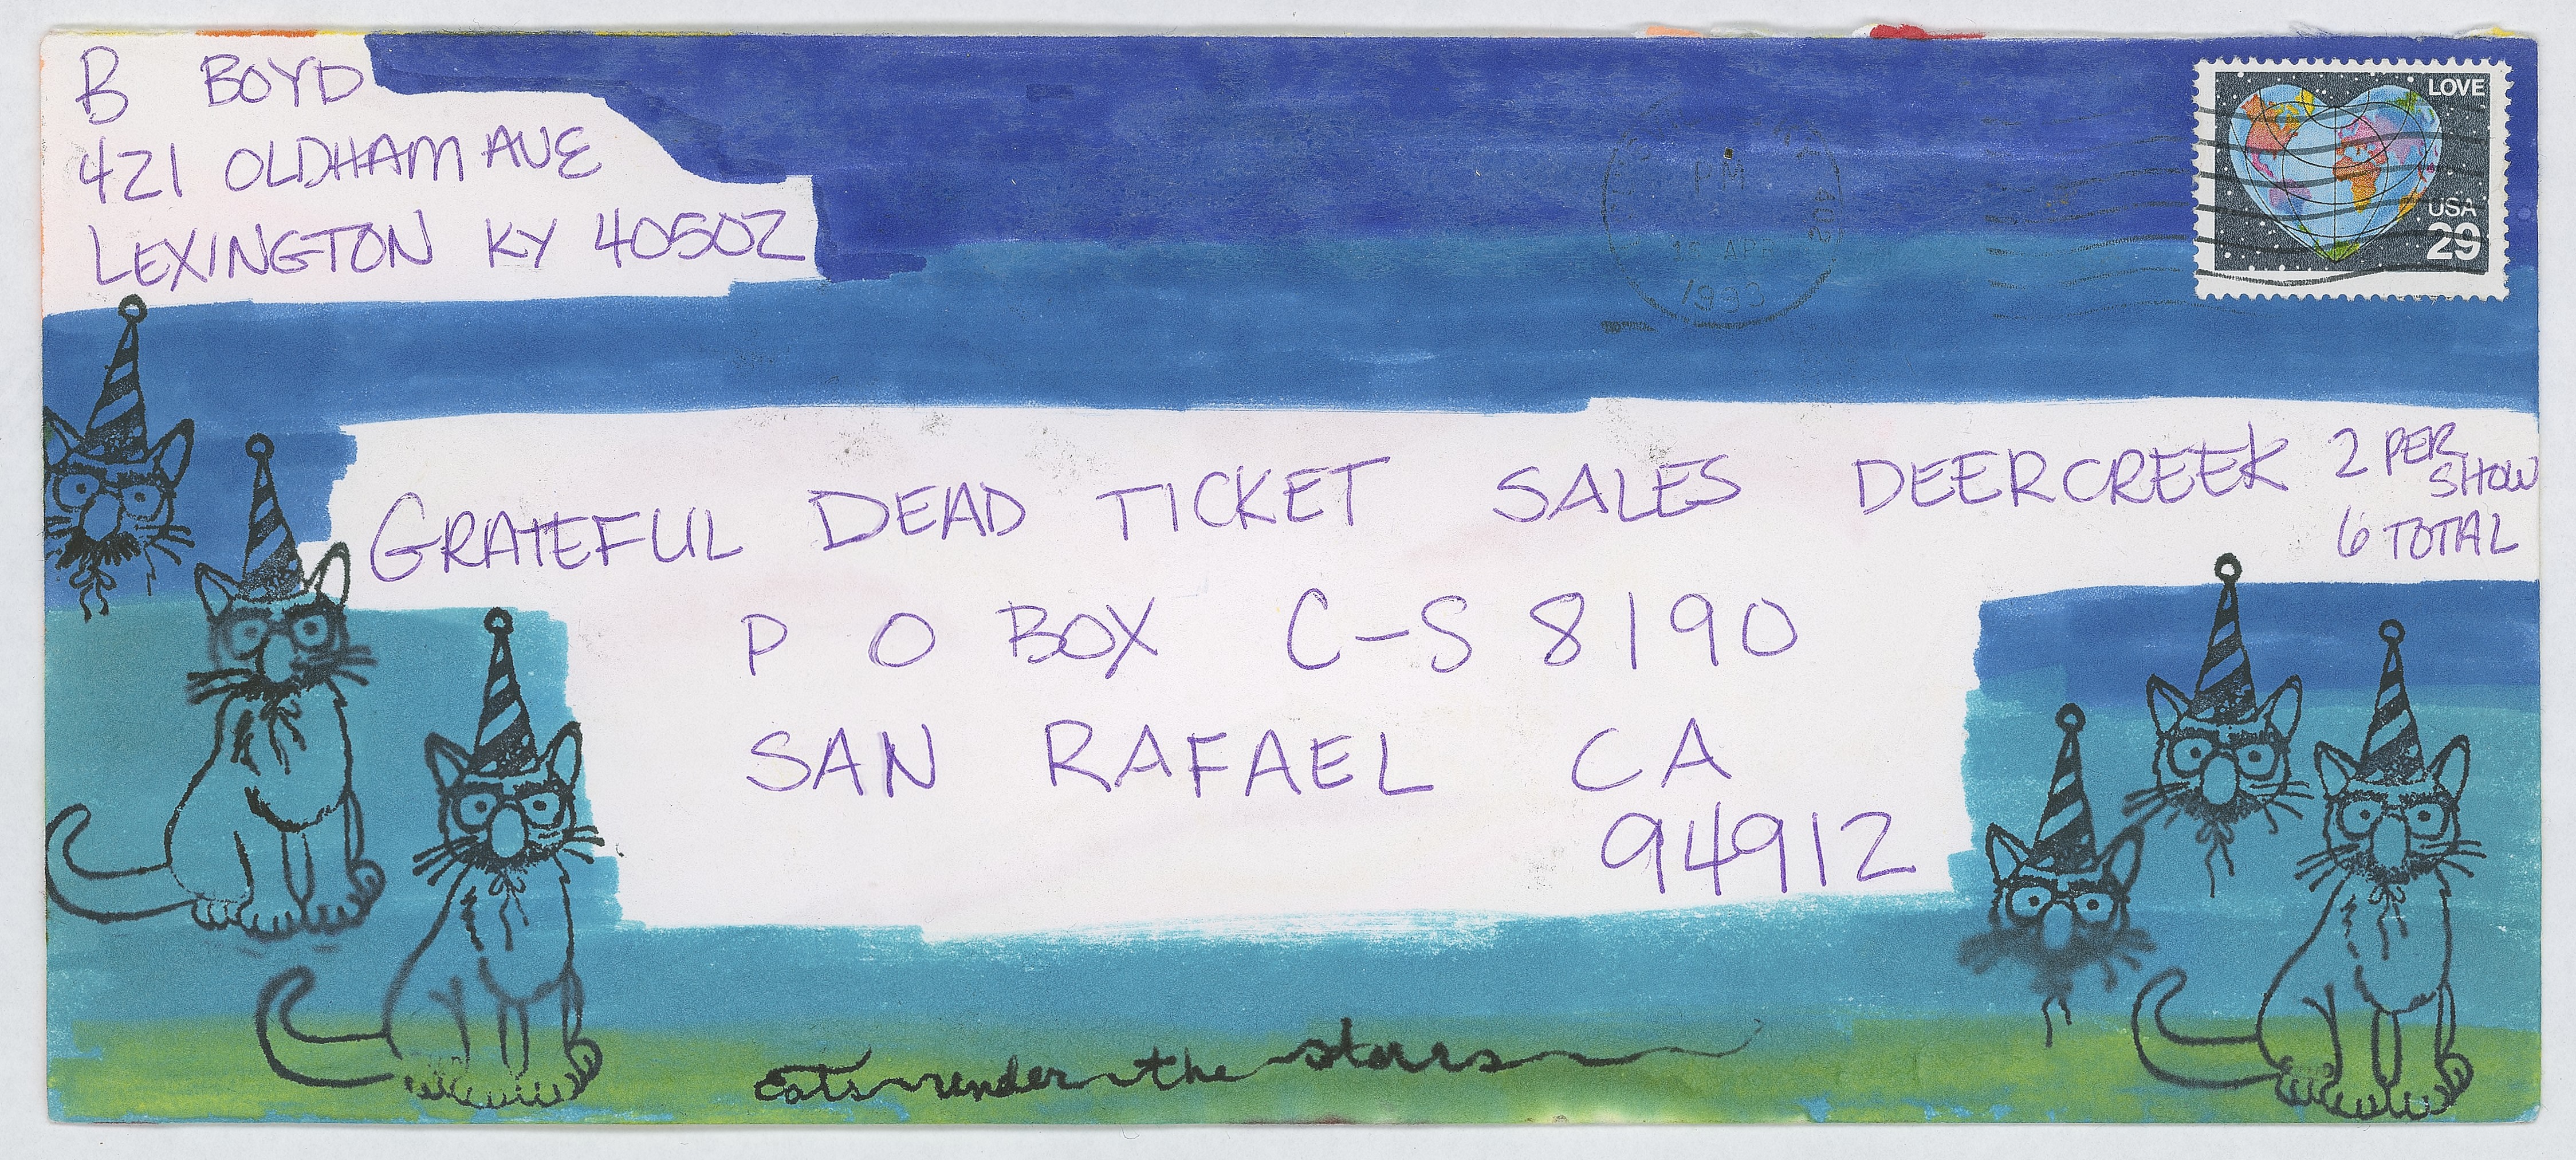 B BOYD
421 OLDHAM AVE
LEXINGTON KY 40502
LOVE
USA
29
PM
APR
1993
GRATEFUL DEAD TICKET SALES DEERCREEK 2 PER SHOW
6 TOTAL
P O BOX C-S 8190
SAN RAFAEL CA
94912
cats under the stars